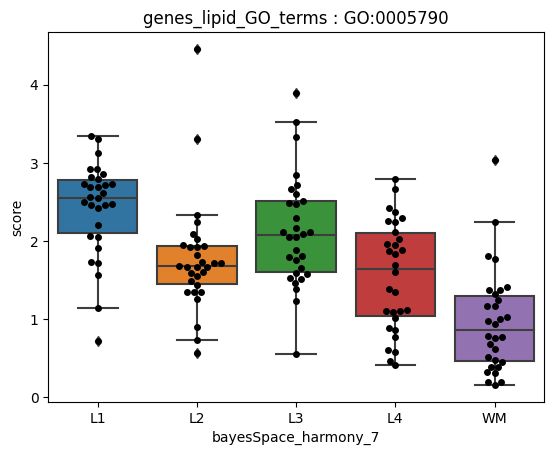 genes_lipid_GO_terms : GO:0005790
4
3
2
1
0
score
L1 L2 L3 L4 WM
bayesSpace_harmony_7